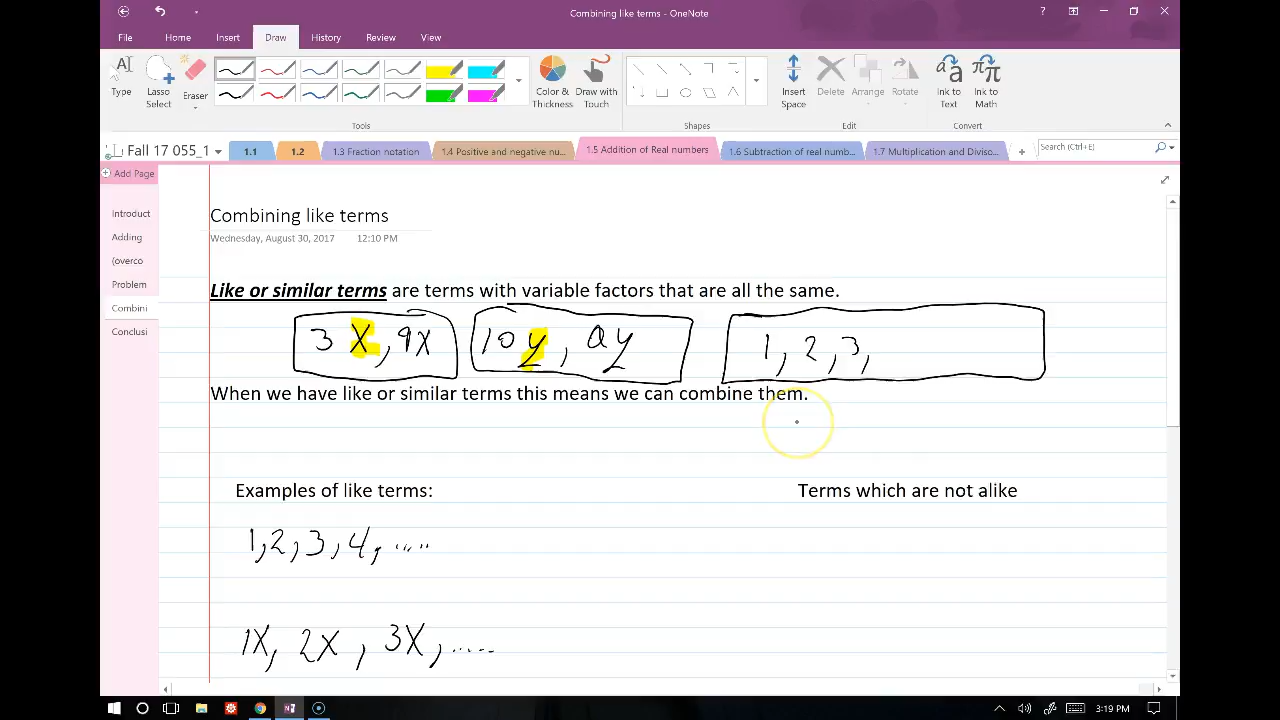 Combining like terms - OneNote
?
File Home Insert Draw History Review View
Type Lasso Select Eraser Color & Thickness Draw with Touch Insert Space Delete Arrange Rotate Ink to Text Ink to Math
Tools Shapes Edit Convert
Fall 17 055_1 1.1 1.2 1.3 Fraction notation 1.4 Positive and negative nu... 1.5 Addition of Real numbers 1.6 Subtraction of real numb... 1.7 Multiplication and Diviso... + Search (Ctrl+E)
Add Page
Introduct
Adding
(overco
Problem
Combini
Conclusi
Combining like terms
Wednesday, August 30, 2017 12:10 PM
Like or similar terms are terms with variable factors that are all the same.
3 X, 9X 10y, ay 1, 2, 3,
When we have like or similar terms this means we can combine them.
Examples of like terms: Terms which are not alike
1, 2, 3, 4, .....
1X, 2X, 3X, .....
3:19 PM